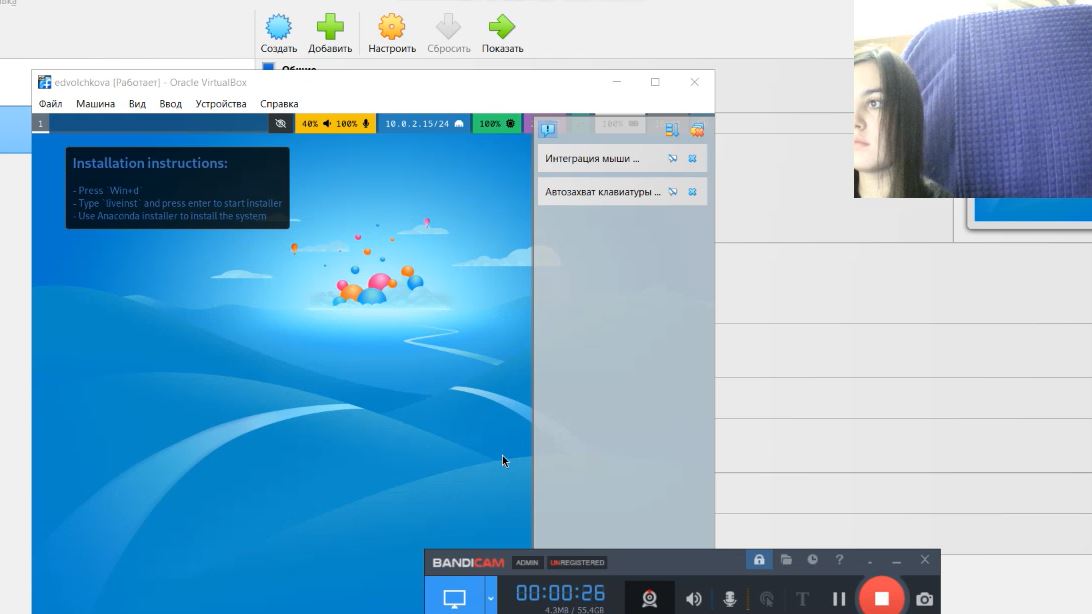 Создать Добавить Настроить Сбросить Показать
edvolchkova [Работает] - Oracle VirtualBox
Файл Машина Вид Ввод Устройства Справка
1 40% 100% 10.0.2.15/24 100% 100%
Installation instructions:
- Press `Win+d`
- Type `liveinst` and press enter to start installer
- Use Anaconda installer to install the system
Интеграция мыши ...
Автозахват клавиатуры ...
BANDICAM ADMIN UNREGISTERED ?
00:00:26 T
4.3MB / 55.4GB